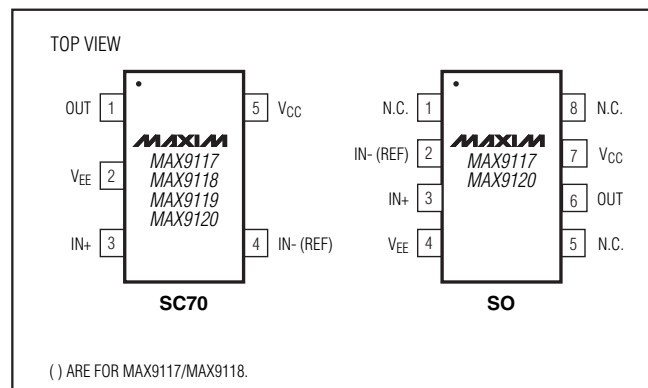 TOP VIEW
OUT 1
VEE 2
IN+ 3
5 VCC
4 IN- (REF)
MAXIM
MAX9117
MAX9118
MAX9119
MAX9120
SC70
N.C. 1
IN- (REF) 2
IN+ 3
VEE 4
8 N.C.
7 VCC
6 OUT
5 N.C.
MAXIM
MAX9117
MAX9120
SO
( ) ARE FOR MAX9117/MAX9118.